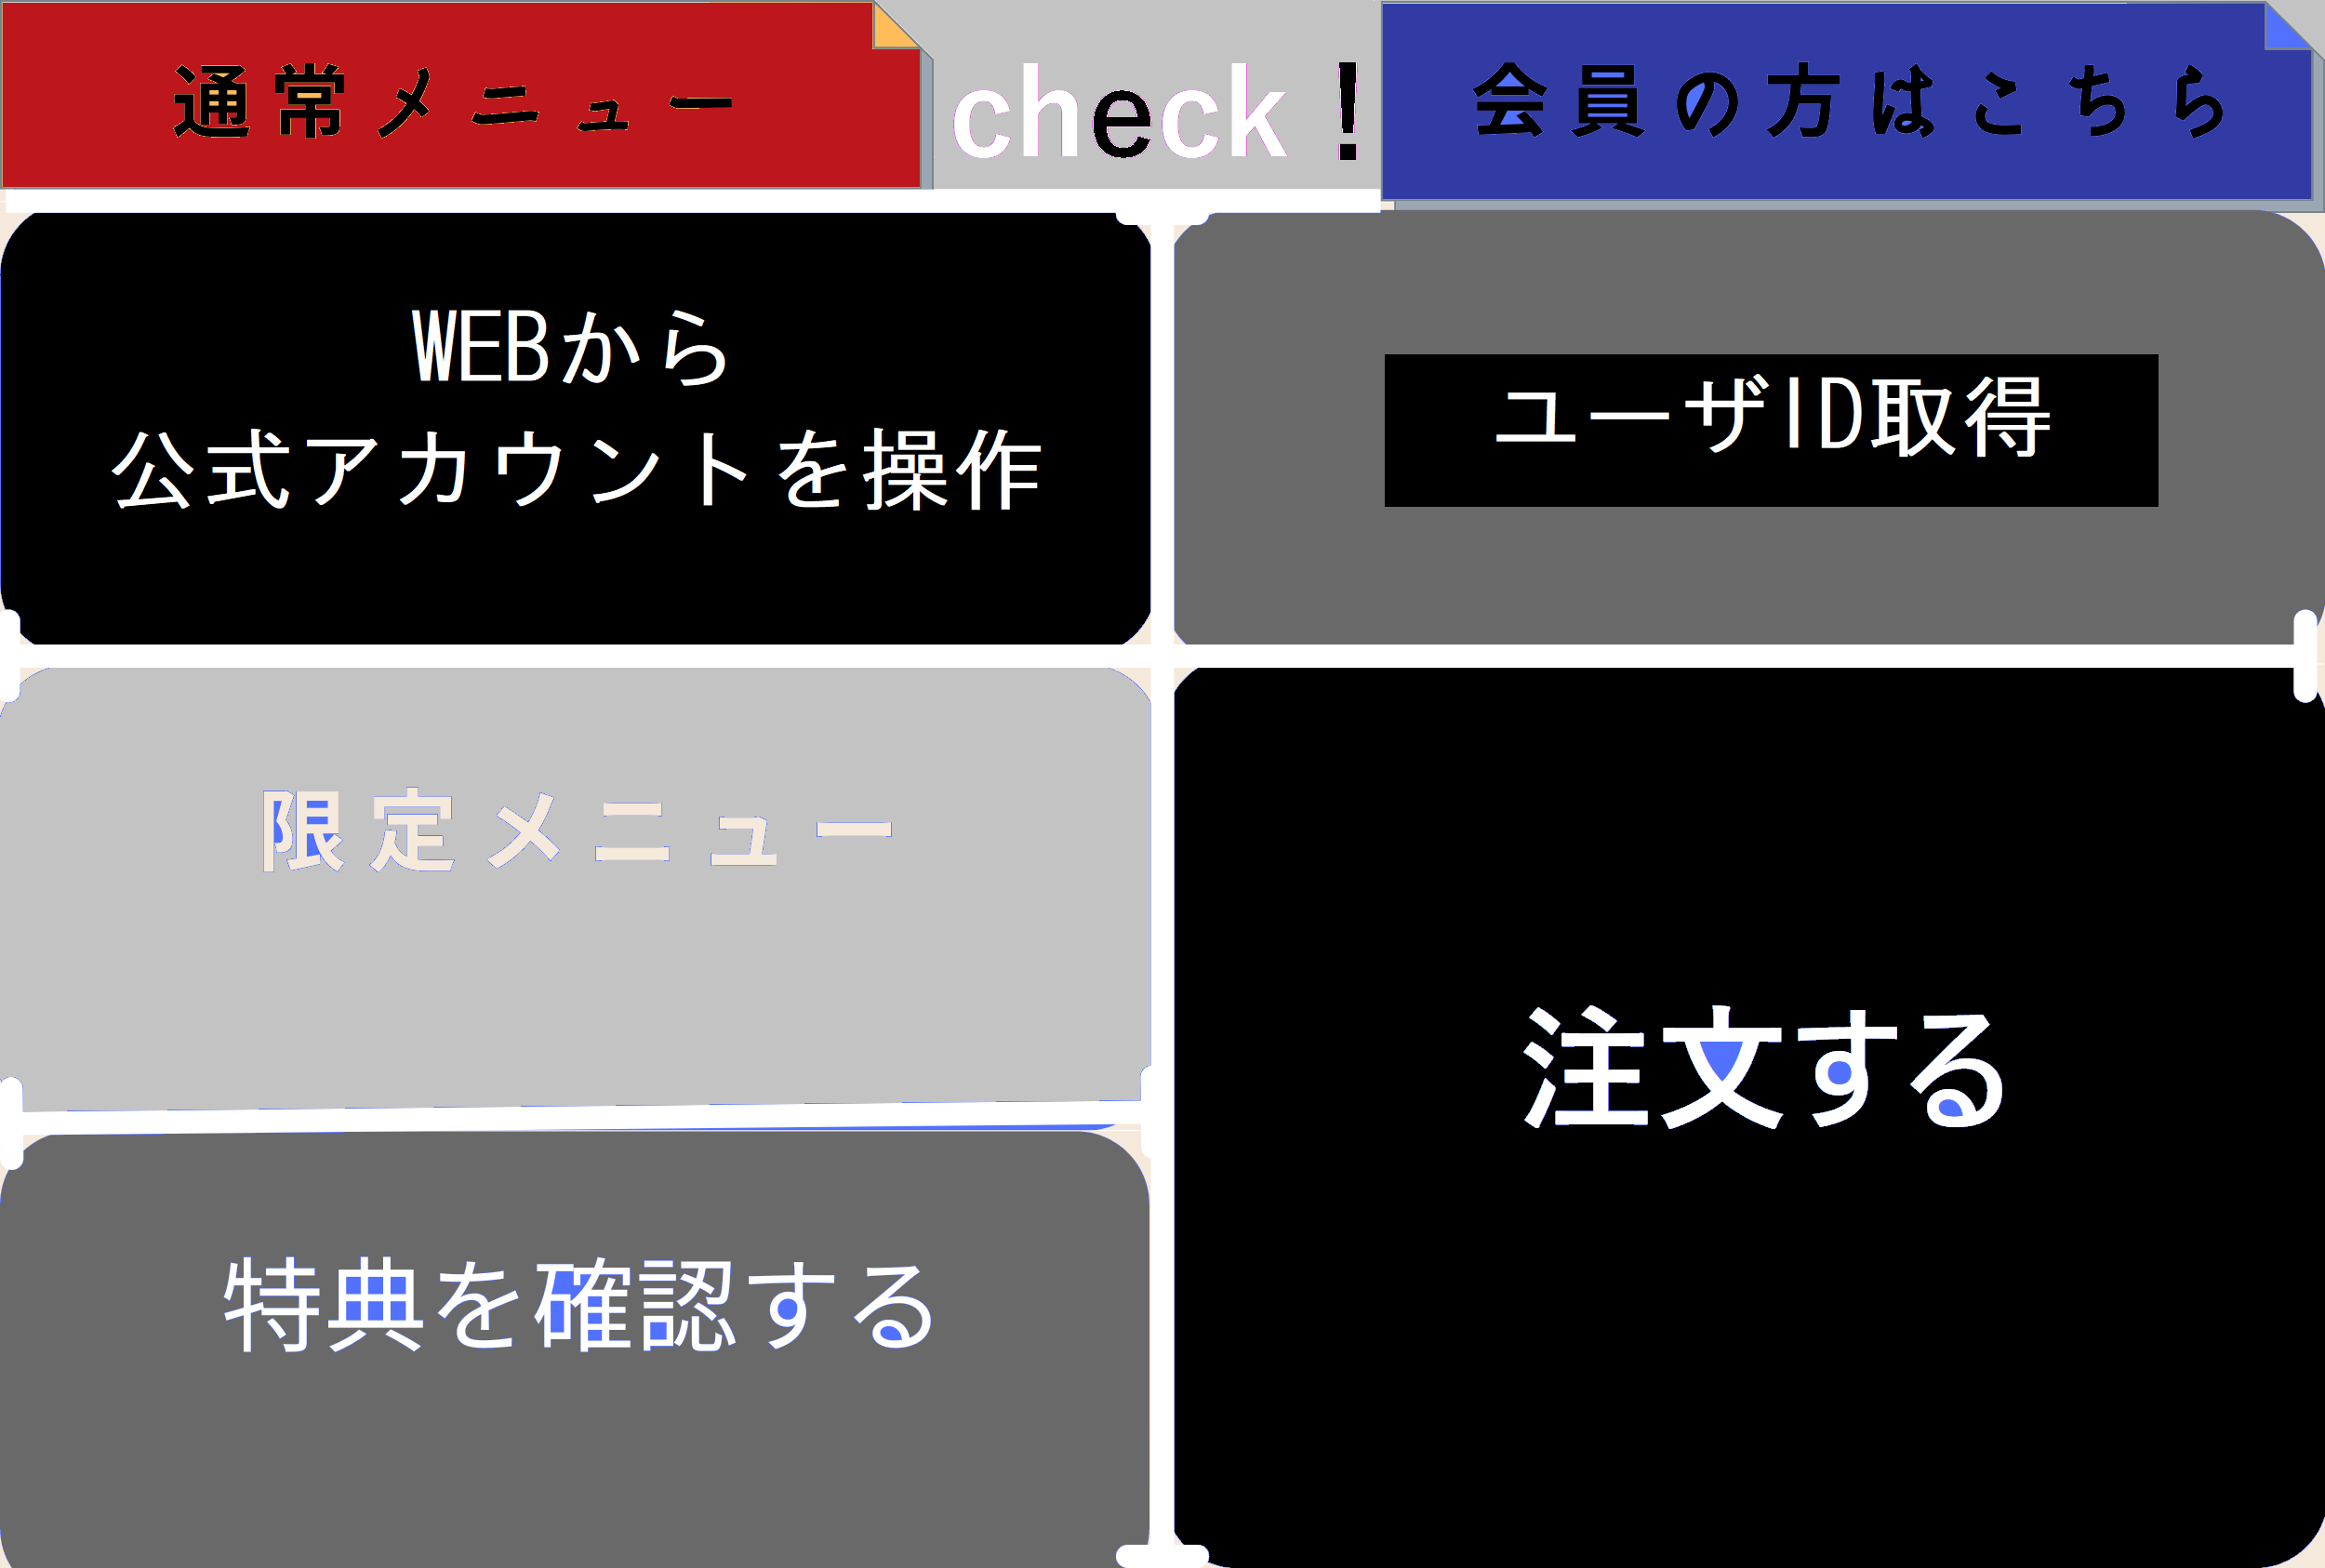 通常メニュー
check!
会員の方はこちら
WEBから
公式アカウントを操作
ユーザID取得
限定メニュー
注文する
特典を確認する